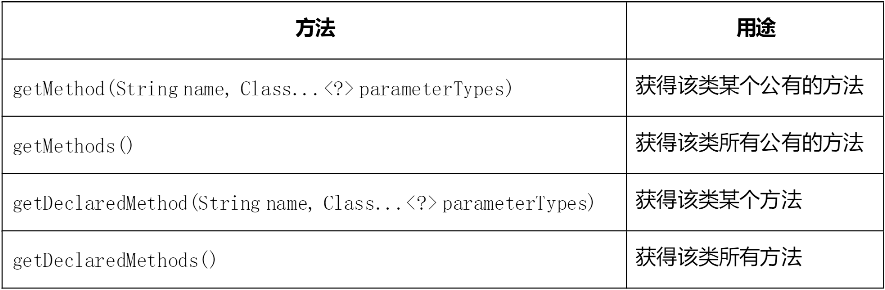 方法 用途
getMethod(String name, Class...<?> parameterTypes) 获得该类某个公有的方法
getMethods() 获得该类所有公有的方法
getDeclaredMethod(String name, Class...<?> parameterTypes) 获得该类某个方法
getDeclaredMethods() 获得该类所有方法